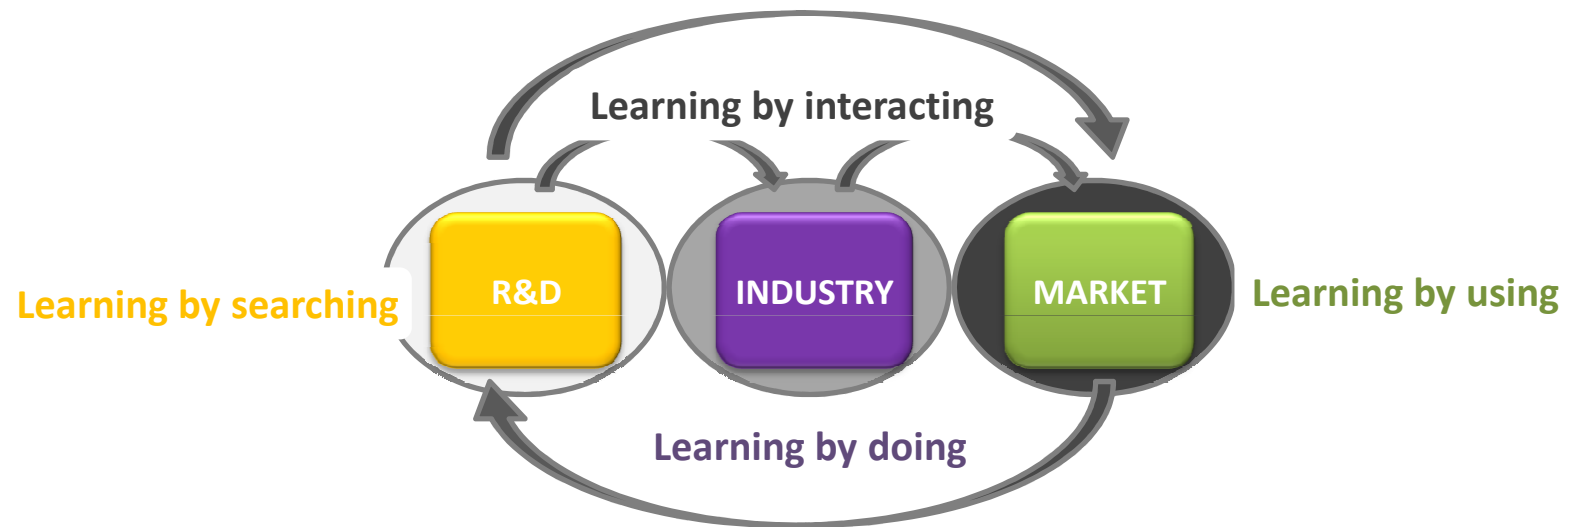 Learning by interacting
Learning by searching
R&D
INDUSTRY
MARKET
Learning by using
Learning by doing